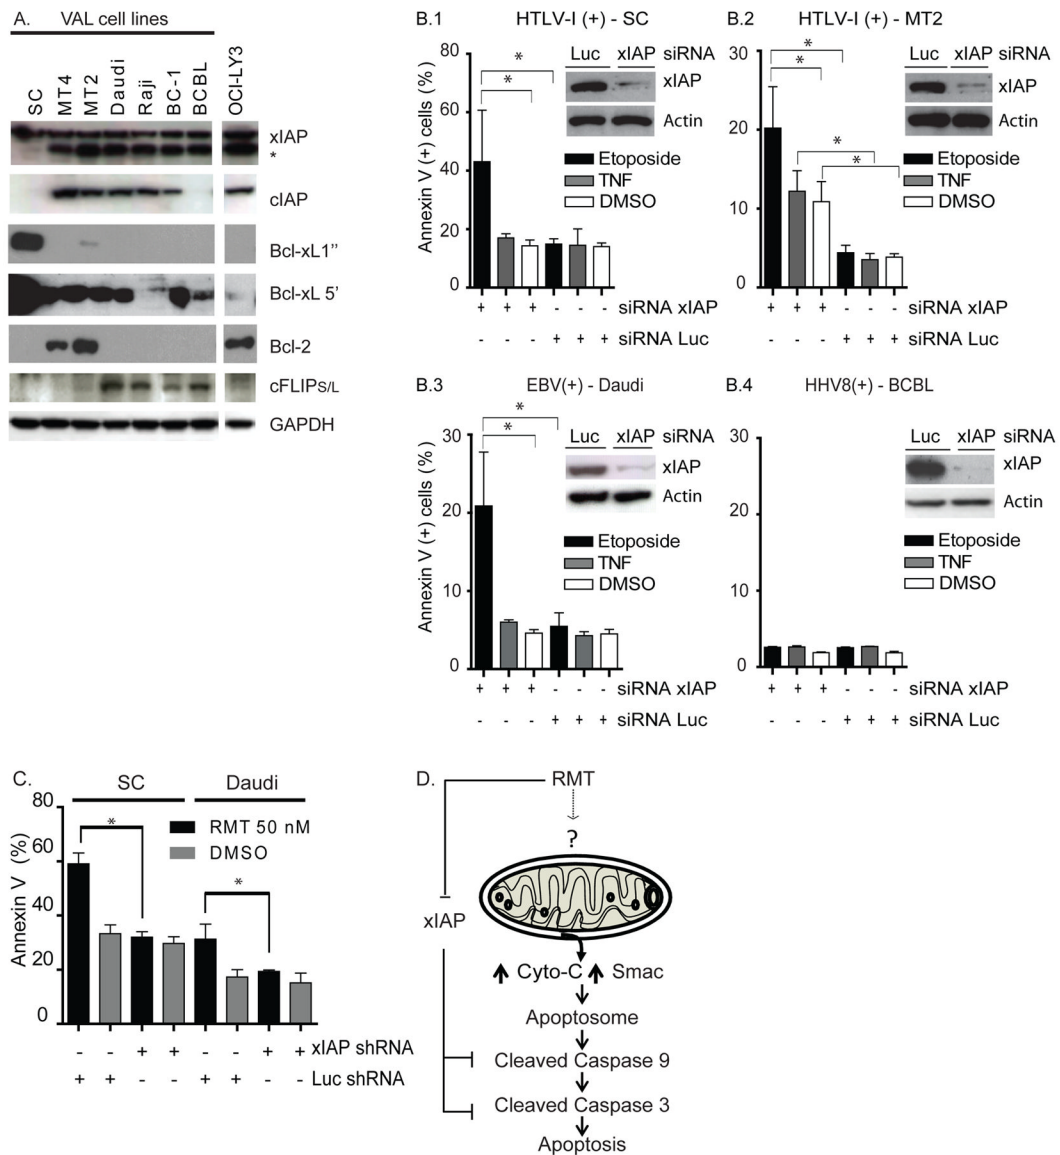 A. VAL cell lines
SC MT4 MT2 Daudi Raji BC-1 BCBL OCI-LY3
xIAP
*
cIAP
Bcl-xL1”
Bcl-xL 5’
Bcl-2
cFLIPS/L
GAPDH
B.1 HTLV-I (+) - SC
Annexin V (+) cells (%)
80
60
40
20
0
* *
Luc xIAP siRNA
xIAP
Actin
Etoposide
TNF
DMSO
+ + + - - - siRNA xIAP
- - - + + + siRNA Luc
B.2 HTLV-I (+) - MT2
30
20
10
0
* * * *
Luc xIAP siRNA
xIAP
Actin
Etoposide
TNF
DMSO
+ + + - - - siRNA xIAP
- - - + + + siRNA Luc
B.3 EBV(+) - Daudi
Annexin V (+) cells (%)
30
20
10
0
* *
Luc xIAP siRNA
xIAP
Actin
Etoposide
TNF
DMSO
+ + + - - - siRNA xIAP
- - - + + + siRNA Luc
B.4 HHV8(+) - BCBL
30
20
10
0
Luc xIAP siRNA
xIAP
Actin
Etoposide
TNF
DMSO
+ + + - - - siRNA xIAP
- - - + + + siRNA Luc
C. SC Daudi
Annexin V (%)
80
60
40
20
0
* *
RMT 50 nM
DMSO
- - + + - - + + xIAP shRNA
+ + - - + + - - Luc shRNA
D. RMT
?
xIAP
Cyto-C Smac
Apoptosome
Cleaved Caspase 9
Cleaved Caspase 3
Apoptosis